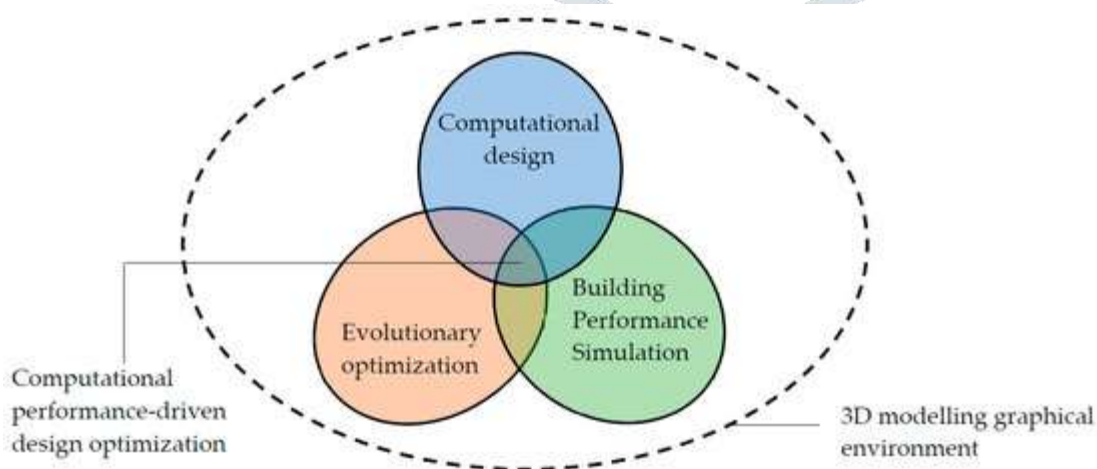 Computational
design
Building
Performance
Simulation
Evolutionary
optimization
Computational
performance-driven
design optimization
3D modelling graphical
environment